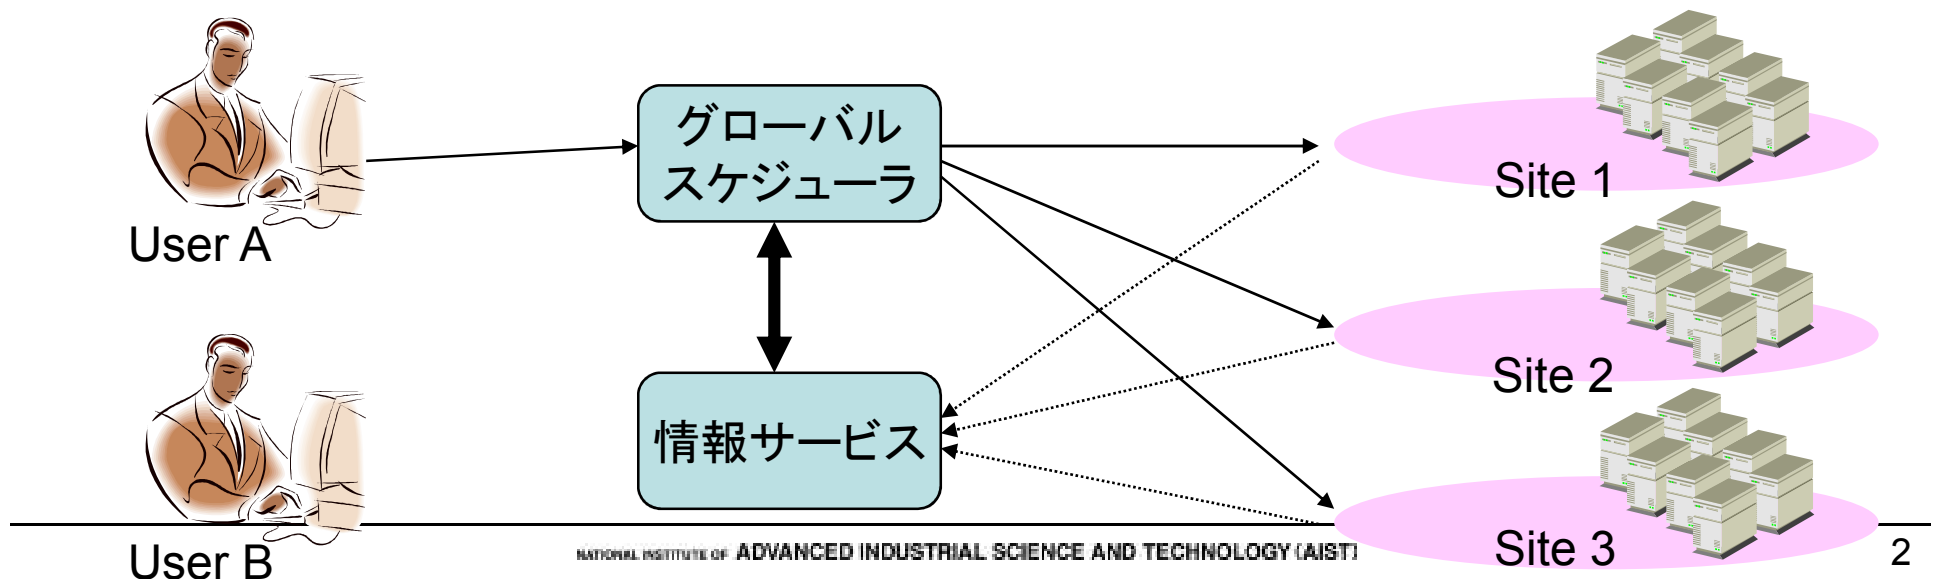 グローバル
スケジューラ
Site 1
User A
Site 2
情報サービス
User B
NATIONAL INSTITUTE OF ADVANCED INDUSTRIAL SCIENCE AND TECHNOLOGY (AIST)
Site 3
2